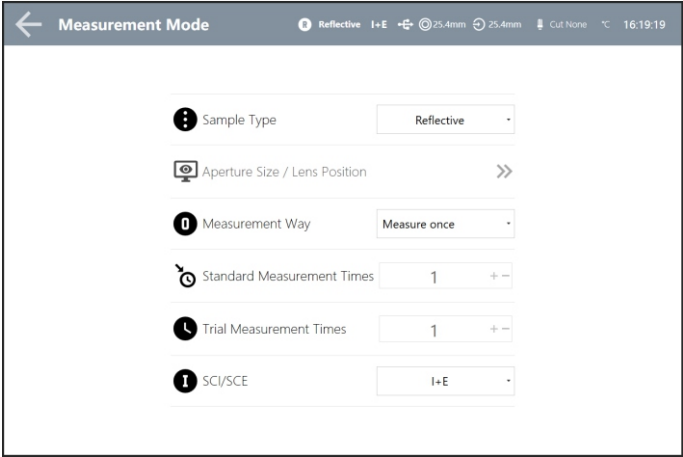 Measurement Mode R Reflective I+E 25.4mm 25.4mm Cut None °C 16:19:19
Sample Type Reflective
Aperture Size / Lens Position
Measurement Way Measure once
Standard Measurement Times 1 + −
Trial Measurement Times 1 + −
SCI/SCE I+E